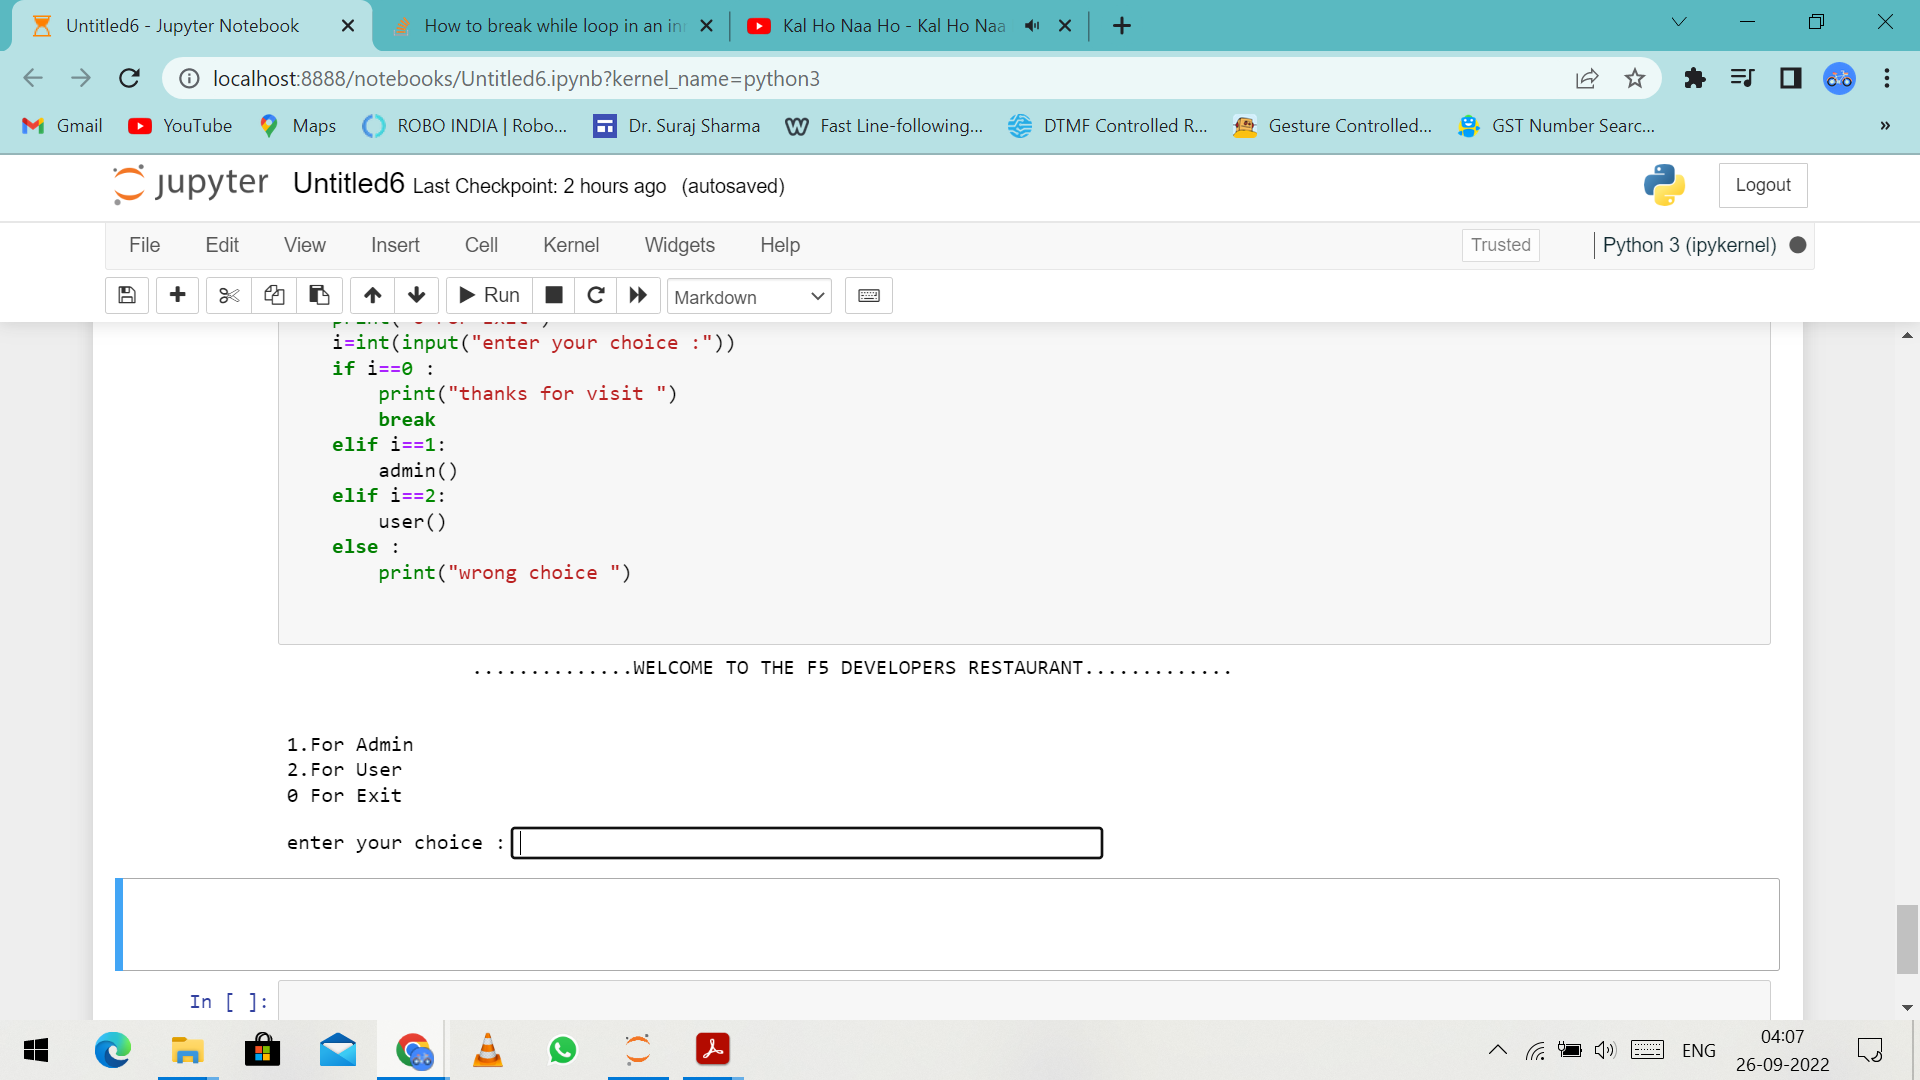 Untitled6 - Jupyter Notebook
How to break while loop in an in
Kal Ho Naa Ho - Kal Ho Naa
localhost:8888/notebooks/Untitled6.ipynb?kernel_name=python3
Gmail YouTube Maps ROBO INDIA | Robo... Dr. Suraj Sharma Fast Line-following... DTMF Controlled R... Gesture Controlled... GST Number Searc... »
jupyter Untitled6 Last Checkpoint: 2 hours ago (autosaved) Logout
File Edit View Insert Cell Kernel Widgets Help Trusted Python 3 (ipykernel)
Run Markdown
i=int(input("enter your choice :"))
if i==0 :
print("thanks for visit ")
break
elif i==1:
admin()
elif i==2:
user()
else :
print("wrong choice ")
..............WELCOME TO THE F5 DEVELOPERS RESTAURANT.............
1.For Admin
2.For User
0 For Exit
enter your choice :
In [ ]:
ENG
04:07
26-09-2022